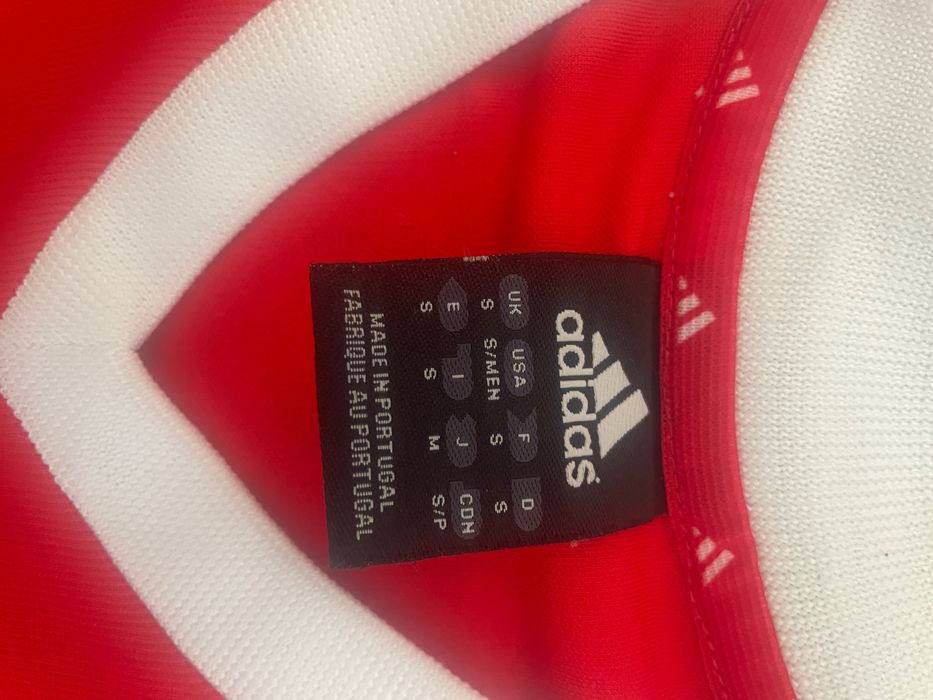 adidas
UK USA F D
S S/MEN S S
E I J CDN
S S M S/P
MADE IN PORTUGAL
FABRIQUE AU PORTUGAL